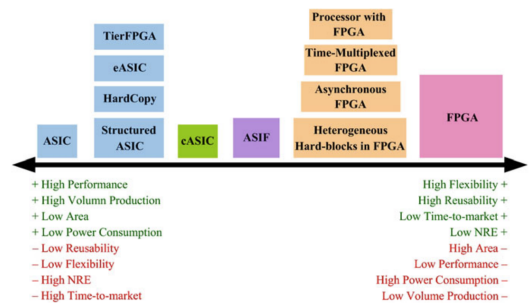 TierFPGA
eASIC
HardCopy
Structured
ASIC
ASIC
cASIC
ASIF
Processor with
FPGA
Time-Multiplexed
FPGA
Asynchronous
FPGA
Heterogeneous
Hard-blocks in FPGA
FPGA
+ High Performance
+ High Volumn Production
+ Low Area
+ Low Power Consumption
– Low Reusability
– Low Flexibility
– High NRE
– High Time-to-market
High Flexibility +
High Reusability +
Low Time-to-market +
Low NRE +
High Area –
Low Performance –
High Power Consumption –
Low Volume Production –